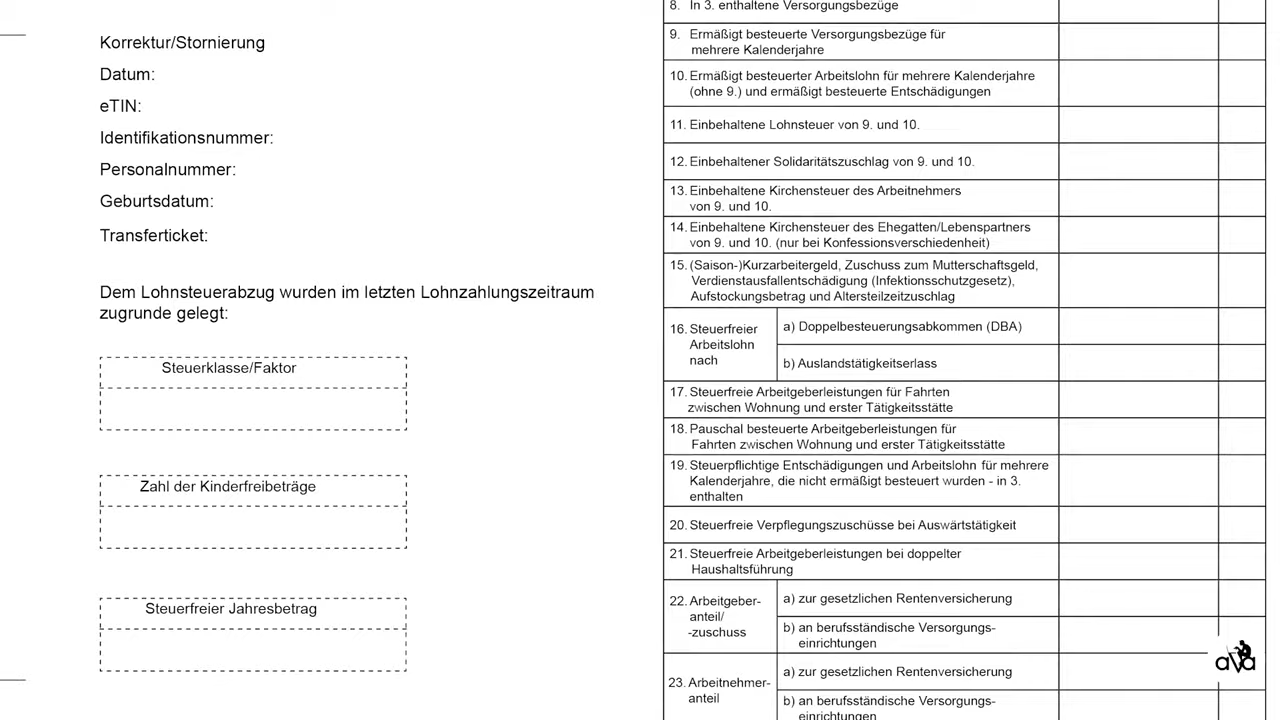 Korrektur/Stornierung
Datum:
eTIN:
Identifikationsnummer:
Personalnummer:
Geburtsdatum:
Transferticket:
Dem Lohnsteuerabzug wurden im letzten Lohnzahlungszeitraum
zugrunde gelegt:
Steuerklasse/Faktor
Zahl der Kinderfreibeträge
Steuerfreier Jahresbetrag
8. In 3. enthaltene Versorgungsbezüge
9. Ermäßigt besteuerte Versorgungsbezüge für
mehrere Kalenderjahre
10. Ermäßigt besteuerter Arbeitslohn für mehrere Kalenderjahre
(ohne 9.) und ermäßigt besteuerte Entschädigungen
11. Einbehaltene Lohnsteuer von 9. und 10.
12. Einbehaltener Solidaritätszuschlag von 9. und 10.
13. Einbehaltene Kirchensteuer des Arbeitnehmers
von 9. und 10.
14. Einbehaltene Kirchensteuer des Ehegatten/Lebenspartners
von 9. und 10. (nur bei Konfessionsverschiedenheit)
15. (Saison-)Kurzarbeitergeld, Zuschuss zum Mutterschaftsgeld,
Verdienstausfallentschädigung (Infektionsschutzgesetz),
Aufstockungsbetrag und Altersteilzeitzuschlag
16. Steuerfreier
Arbeitslohn
nach
a) Doppelbesteuerungsabkommen (DBA)
b) Auslandstätigkeitserlass
17. Steuerfreie Arbeitgeberleistungen für Fahrten
zwischen Wohnung und erster Tätigkeitsstätte
18. Pauschal besteuerte Arbeitgeberleistungen für
Fahrten zwischen Wohnung und erster Tätigkeitsstätte
19. Steuerpflichtige Entschädigungen und Arbeitslohn für mehrere
Kalenderjahre, die nicht ermäßigt besteuert wurden - in 3.
enthalten
20. Steuerfreie Verpflegungszuschüsse bei Auswärtstätigkeit
21. Steuerfreie Arbeitgeberleistungen bei doppelter
Haushaltsführung
22. Arbeitgeber-
anteil/
-zuschuss
a) zur gesetzlichen Rentenversicherung
b) an berufsständische Versorgungs-
einrichtungen
23. Arbeitnehmer-
anteil
a) zur gesetzlichen Rentenversicherung
b) an berufsständische Versorgungs-
einrichtungen
ava